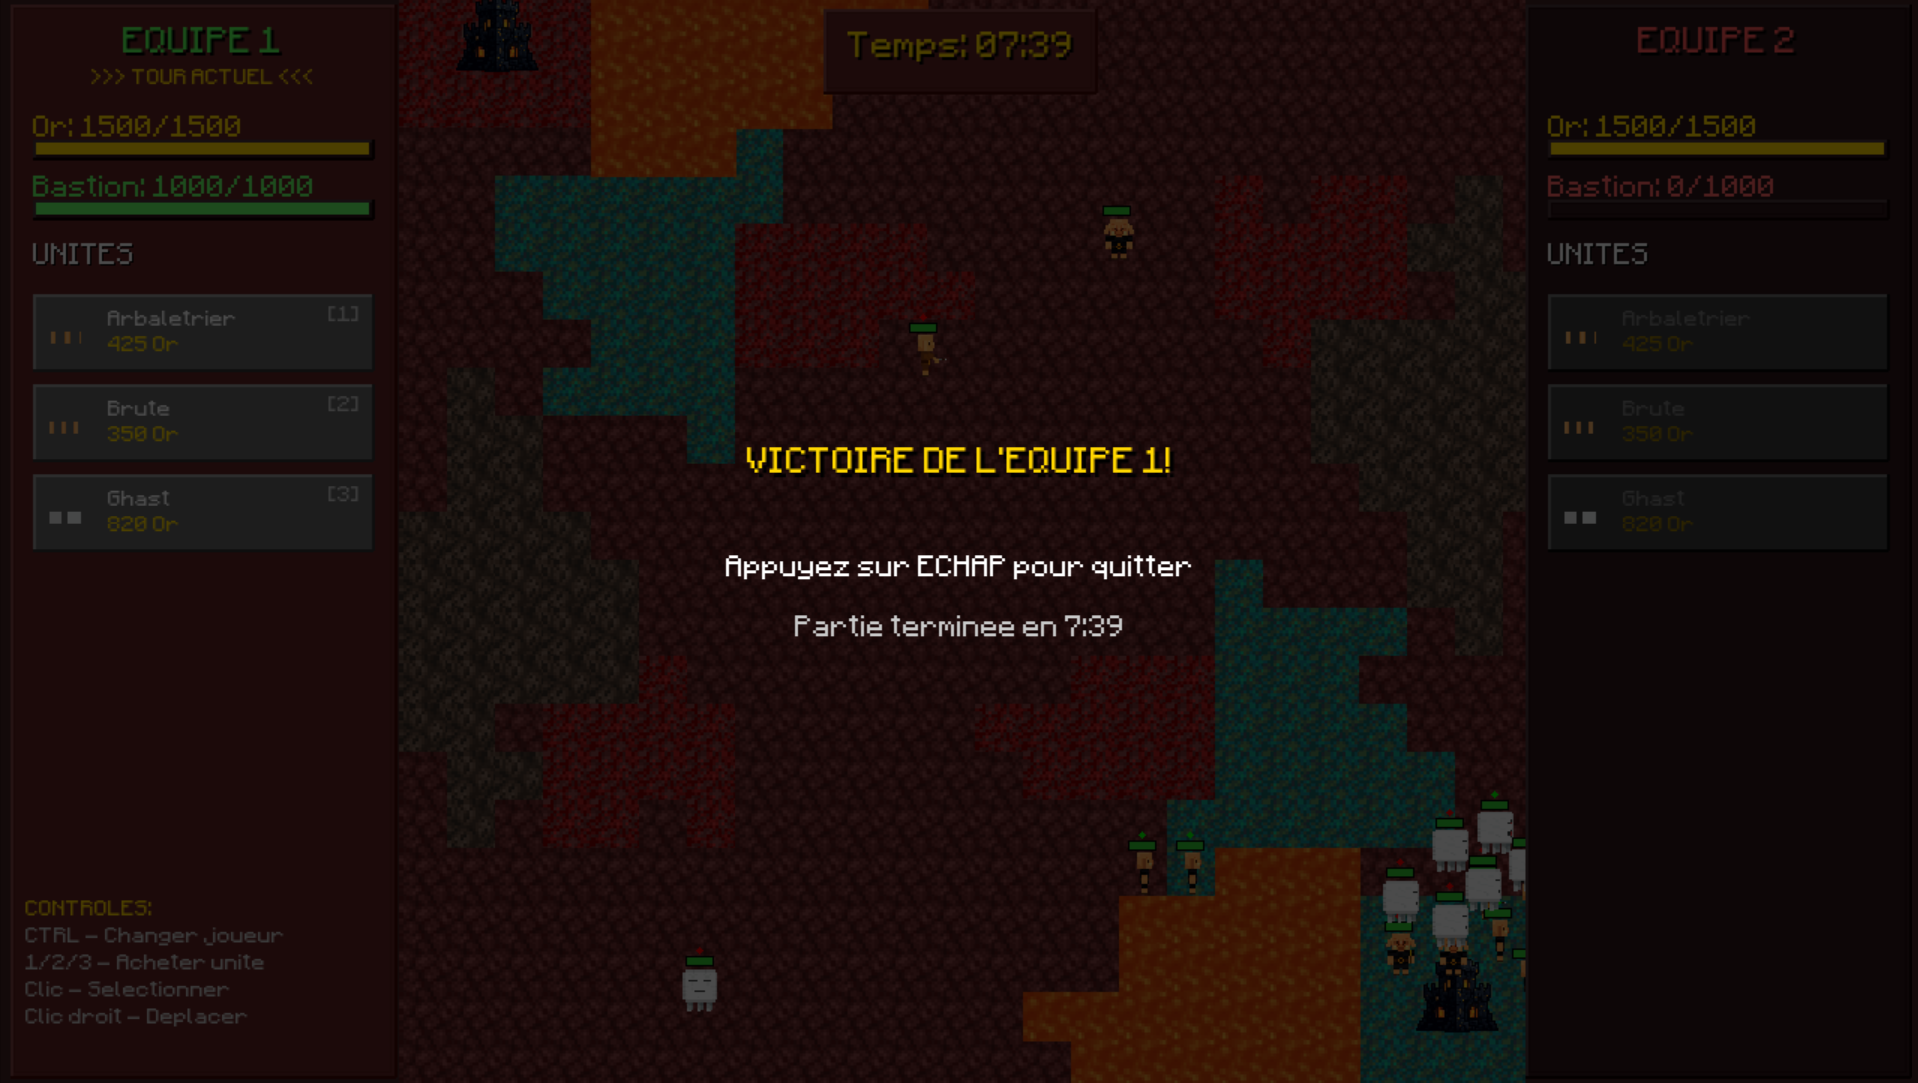 EQUIPE 1
>>> TOUR ACTUEL <<<
Or: 1500/1500
Bastion: 1000/1000
UNITES
Arbaletrier [1]
425 Or
Brute [2]
350 Or
Ghast [3]
820 Or
CONTROLES:
CTRL - Changer joueur
1/2/3 - Acheter unite
Clic - Selectionner
Clic droit - Deplacer
Temps: 07:39
VICTOIRE DE L'EQUIPE 1!
Appuyez sur ECHAP pour quitter
Partie terminee en 7:39
EQUIPE 2
Or: 1500/1500
Bastion: 0/1000
UNITES
Arbaletrier
425 Or
Brute
350 Or
Ghast
820 Or